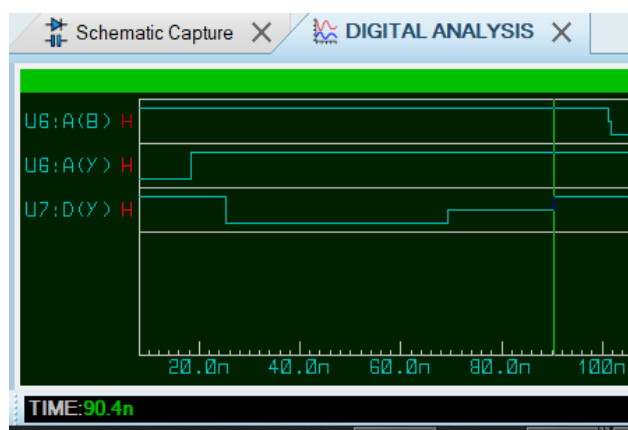 Schematic Capture DIGITAL ANALYSIS
U6:A(B) H
U6:A(Y) H
U7:D(Y) H
20.0n 40.0n 60.0n 80.0n 100n
TIME:90.4n